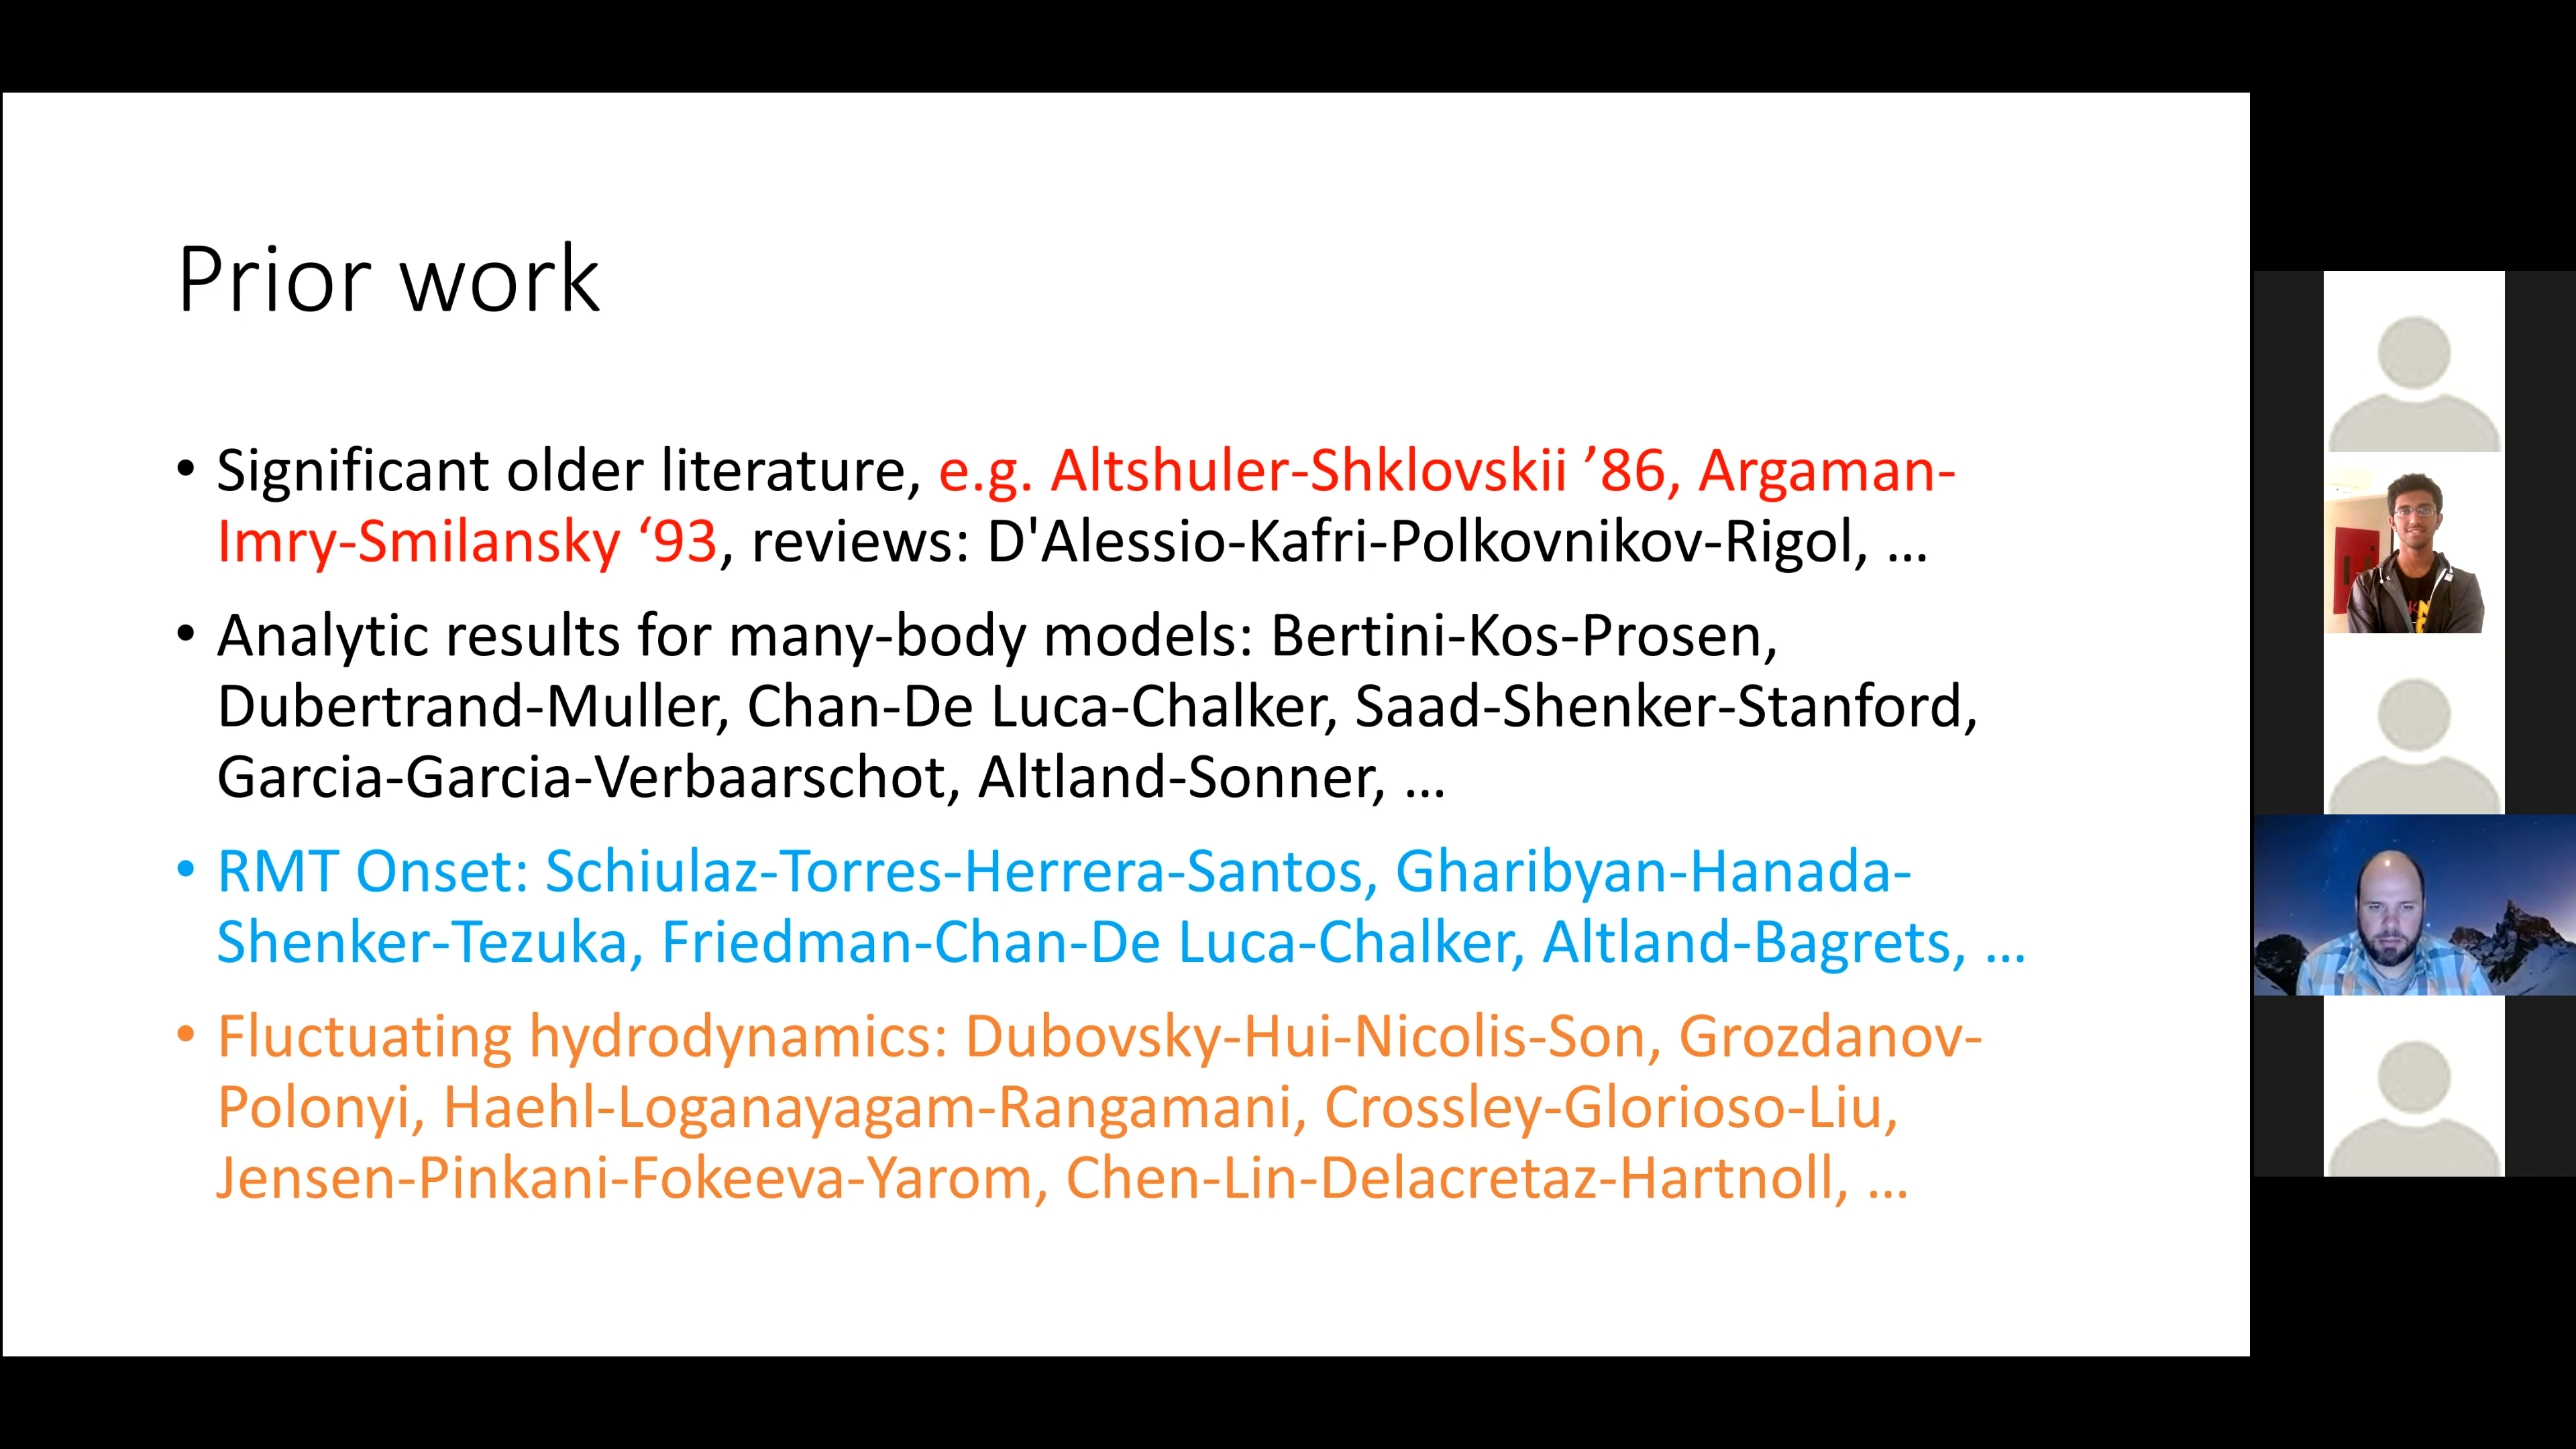 Prior work
• Significant older literature, e.g. Altshuler-Shklovskii ’86, Argaman-
Imry-Smilansky ‘93, reviews: D'Alessio-Kafri-Polkovnikov-Rigol, …
• Analytic results for many-body models: Bertini-Kos-Prosen,
Dubertrand-Muller, Chan-De Luca-Chalker, Saad-Shenker-Stanford,
Garcia-Garcia-Verbaarschot, Altland-Sonner, …
• RMT Onset: Schiulaz-Torres-Herrera-Santos, Gharibyan-Hanada-
Shenker-Tezuka, Friedman-Chan-De Luca-Chalker, Altland-Bagrets, …
• Fluctuating hydrodynamics: Dubovsky-Hui-Nicolis-Son, Grozdanov-
Polonyi, Haehl-Loganayagam-Rangamani, Crossley-Glorioso-Liu,
Jensen-Pinkani-Fokeeva-Yarom, Chen-Lin-Delacretaz-Hartnoll, …